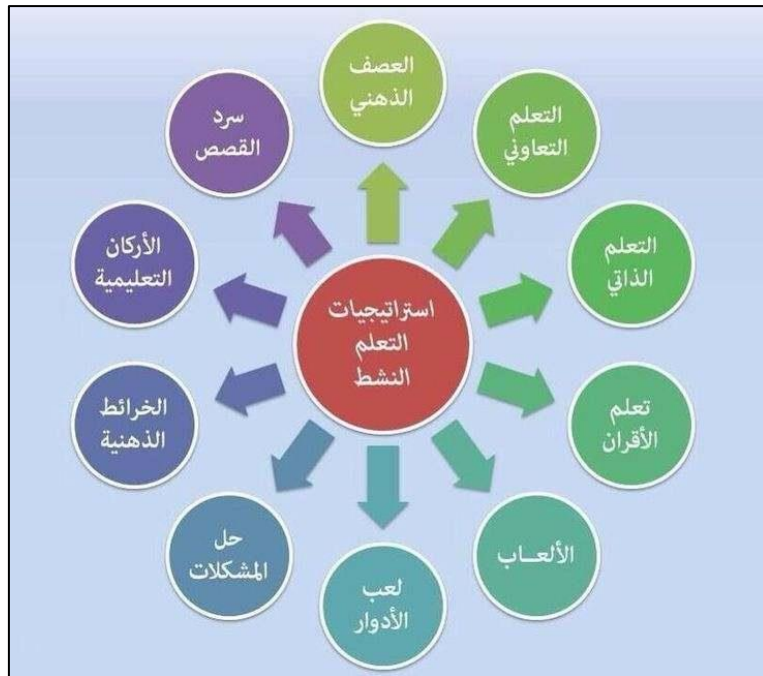 استراتيجيات
التعلم
النشط
العصف
الذهني
التعلم
التعاوني
التعلم
الذاتي
تعلم
الأقران
الألعــاب
لعب
الأدوار
حل
المشكلات
الخرائط
الذهنية
الأركان
التعليمية
سرد
القصص